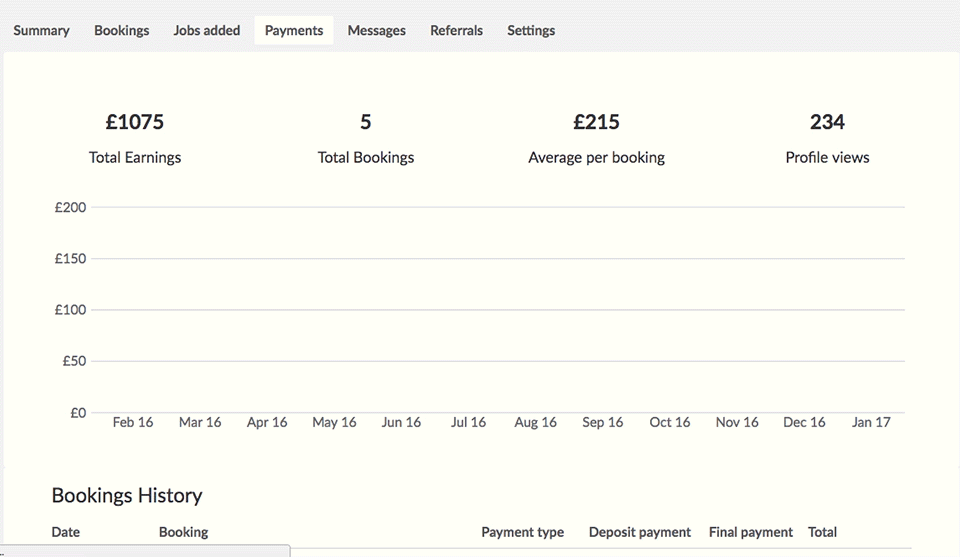 Summary Bookings Jobs added Payments Messages Referrals Settings
£1075 5 £215 234
Total Earnings Total Bookings Average per booking Profile views
£200
£150
£100
£50
£0
Feb 16 Mar 16 Apr 16 May 16 Jun 16 Jul 16 Aug 16 Sep 16 Oct 16 Nov 16 Dec 16 Jan 17
Bookings History
Date Booking Payment type Deposit payment Final payment Total